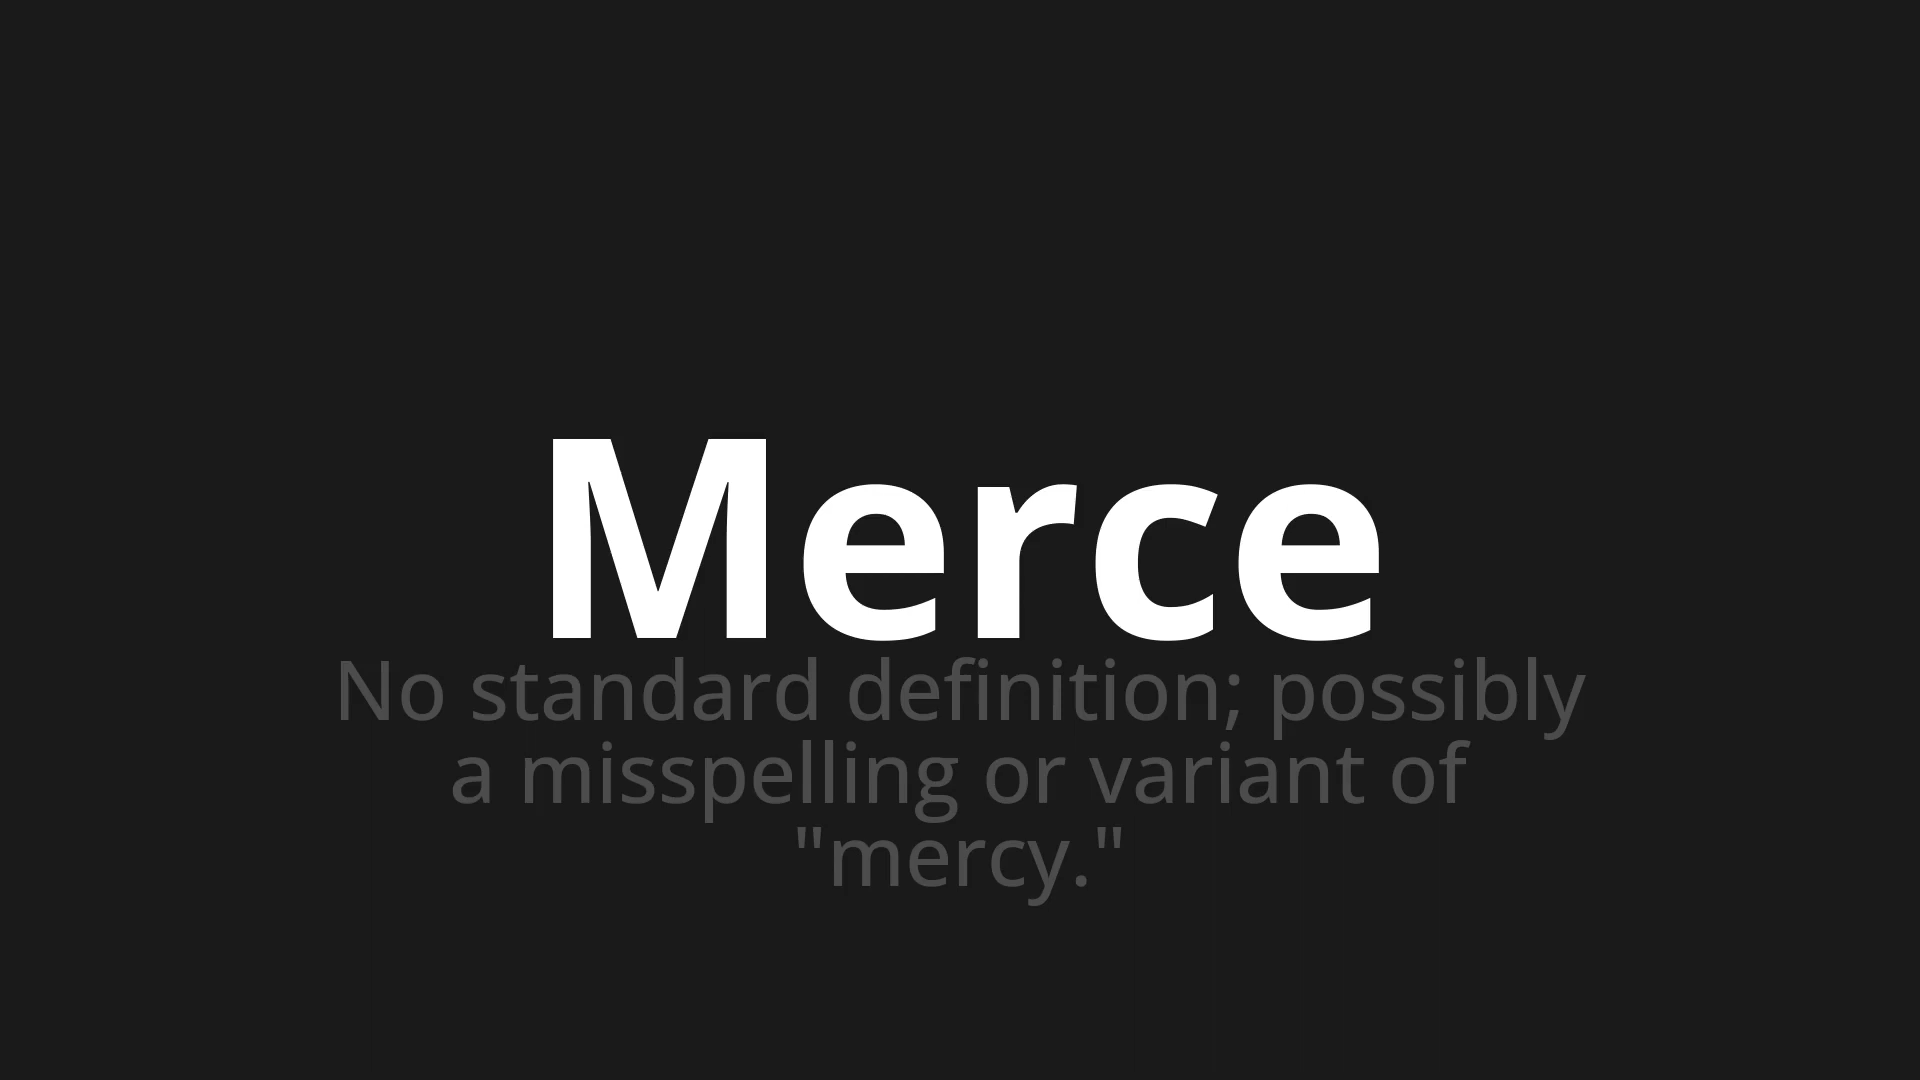 Merce
No standard definition; possibly
a misspelling or variant of
"mercy."